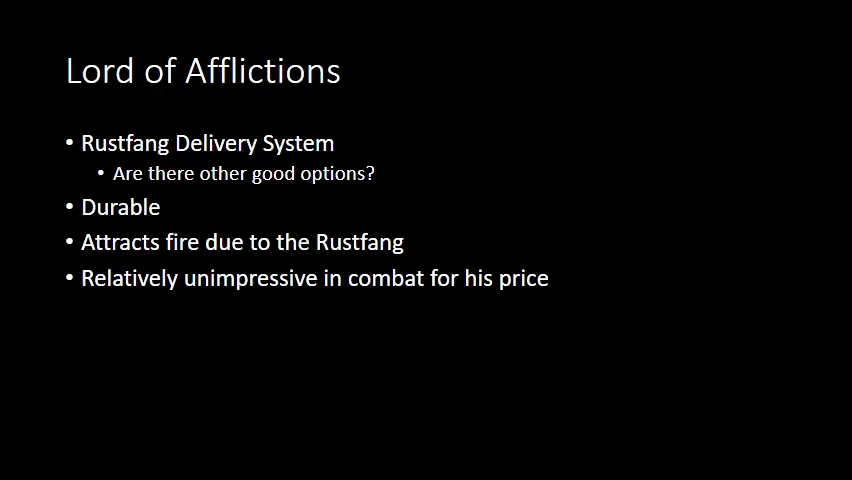 Lord of Afflictions
• Rustfang Delivery System
• Are there other good options?
• Durable
• Attracts fire due to the Rustfang
• Relatively unimpressive in combat for his price